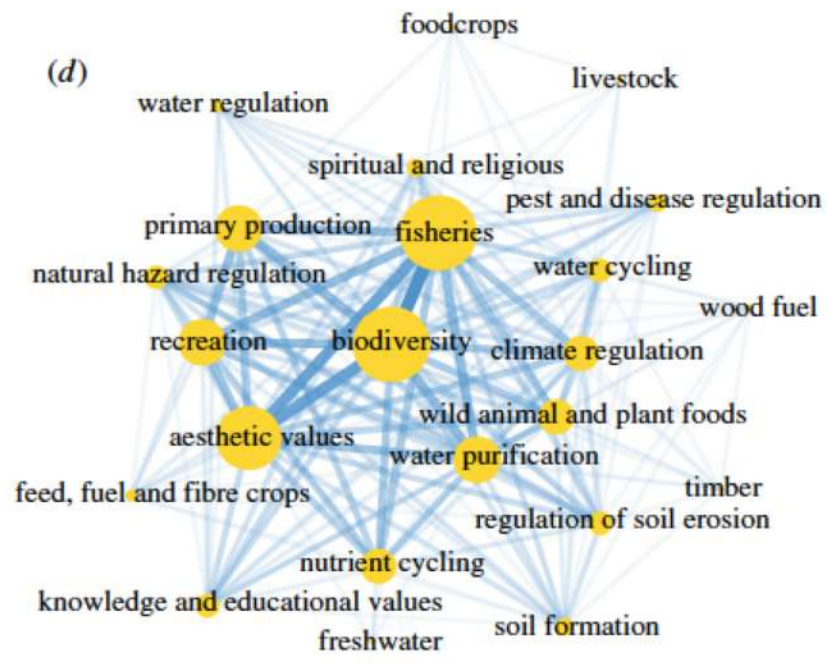 foodcrops
(d)
livestock
water regulation
spiritual and religious
pest and disease regulation
primary production
fisheries
water cycling
natural hazard regulation
wood fuel
recreation
biodiversity
climate regulation
wild animal and plant foods
aesthetic values
water purification
timber
feed, fuel and fibre crops
regulation of soil erosion
nutrient cycling
knowledge and educational values
soil formation
freshwater